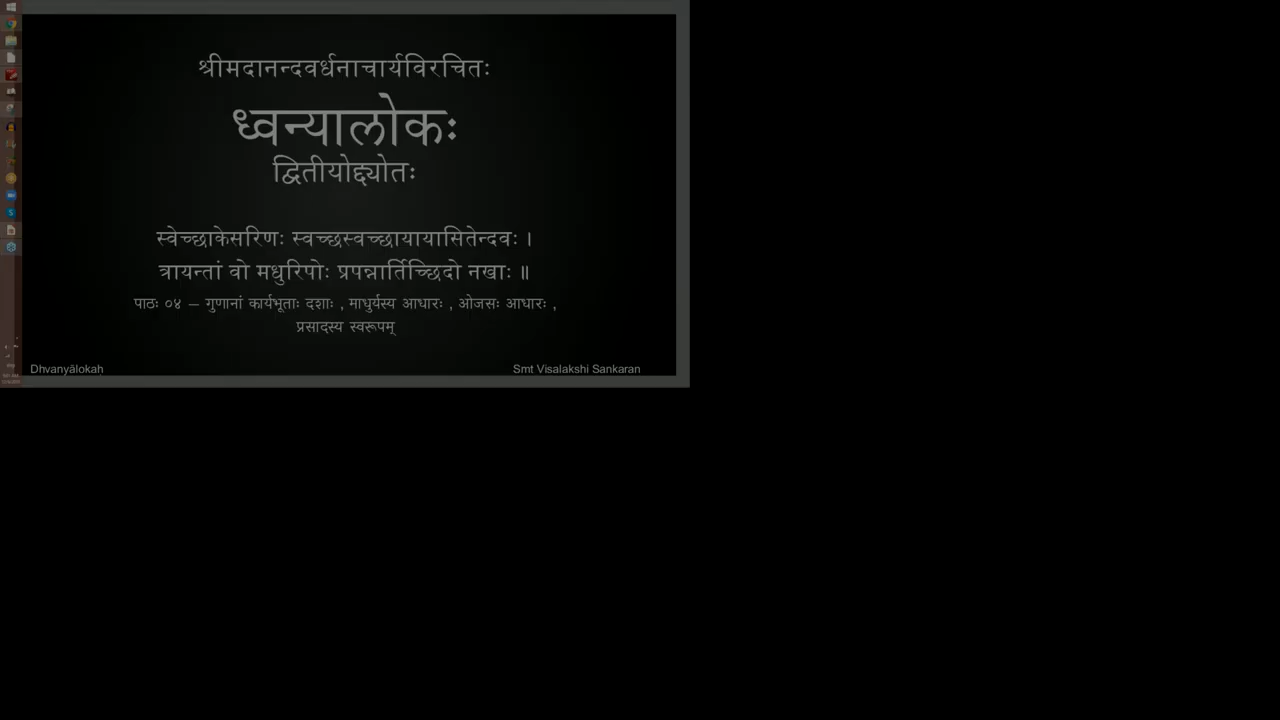 श्रीमदानन्दवर्धनाचार्यविरचितः
ध्वन्यालोकः
द्वितीयोद्द्योतः
स्वेच्छाकेसरिणः स्वच्छस्वच्छायायासितेन्दवः ।
त्रायन्तां वो मधुरिपोः प्रपन्नार्तिच्छिदो नखाः ॥
पाठः ०४ – गुणानां कार्यभूताः दशाः , माधुर्यस्य आधारः , ओजसः आधारः ,
प्रसादस्य स्वरूपम्
Dhvanyālokah
Smt Visalakshi Sankaran